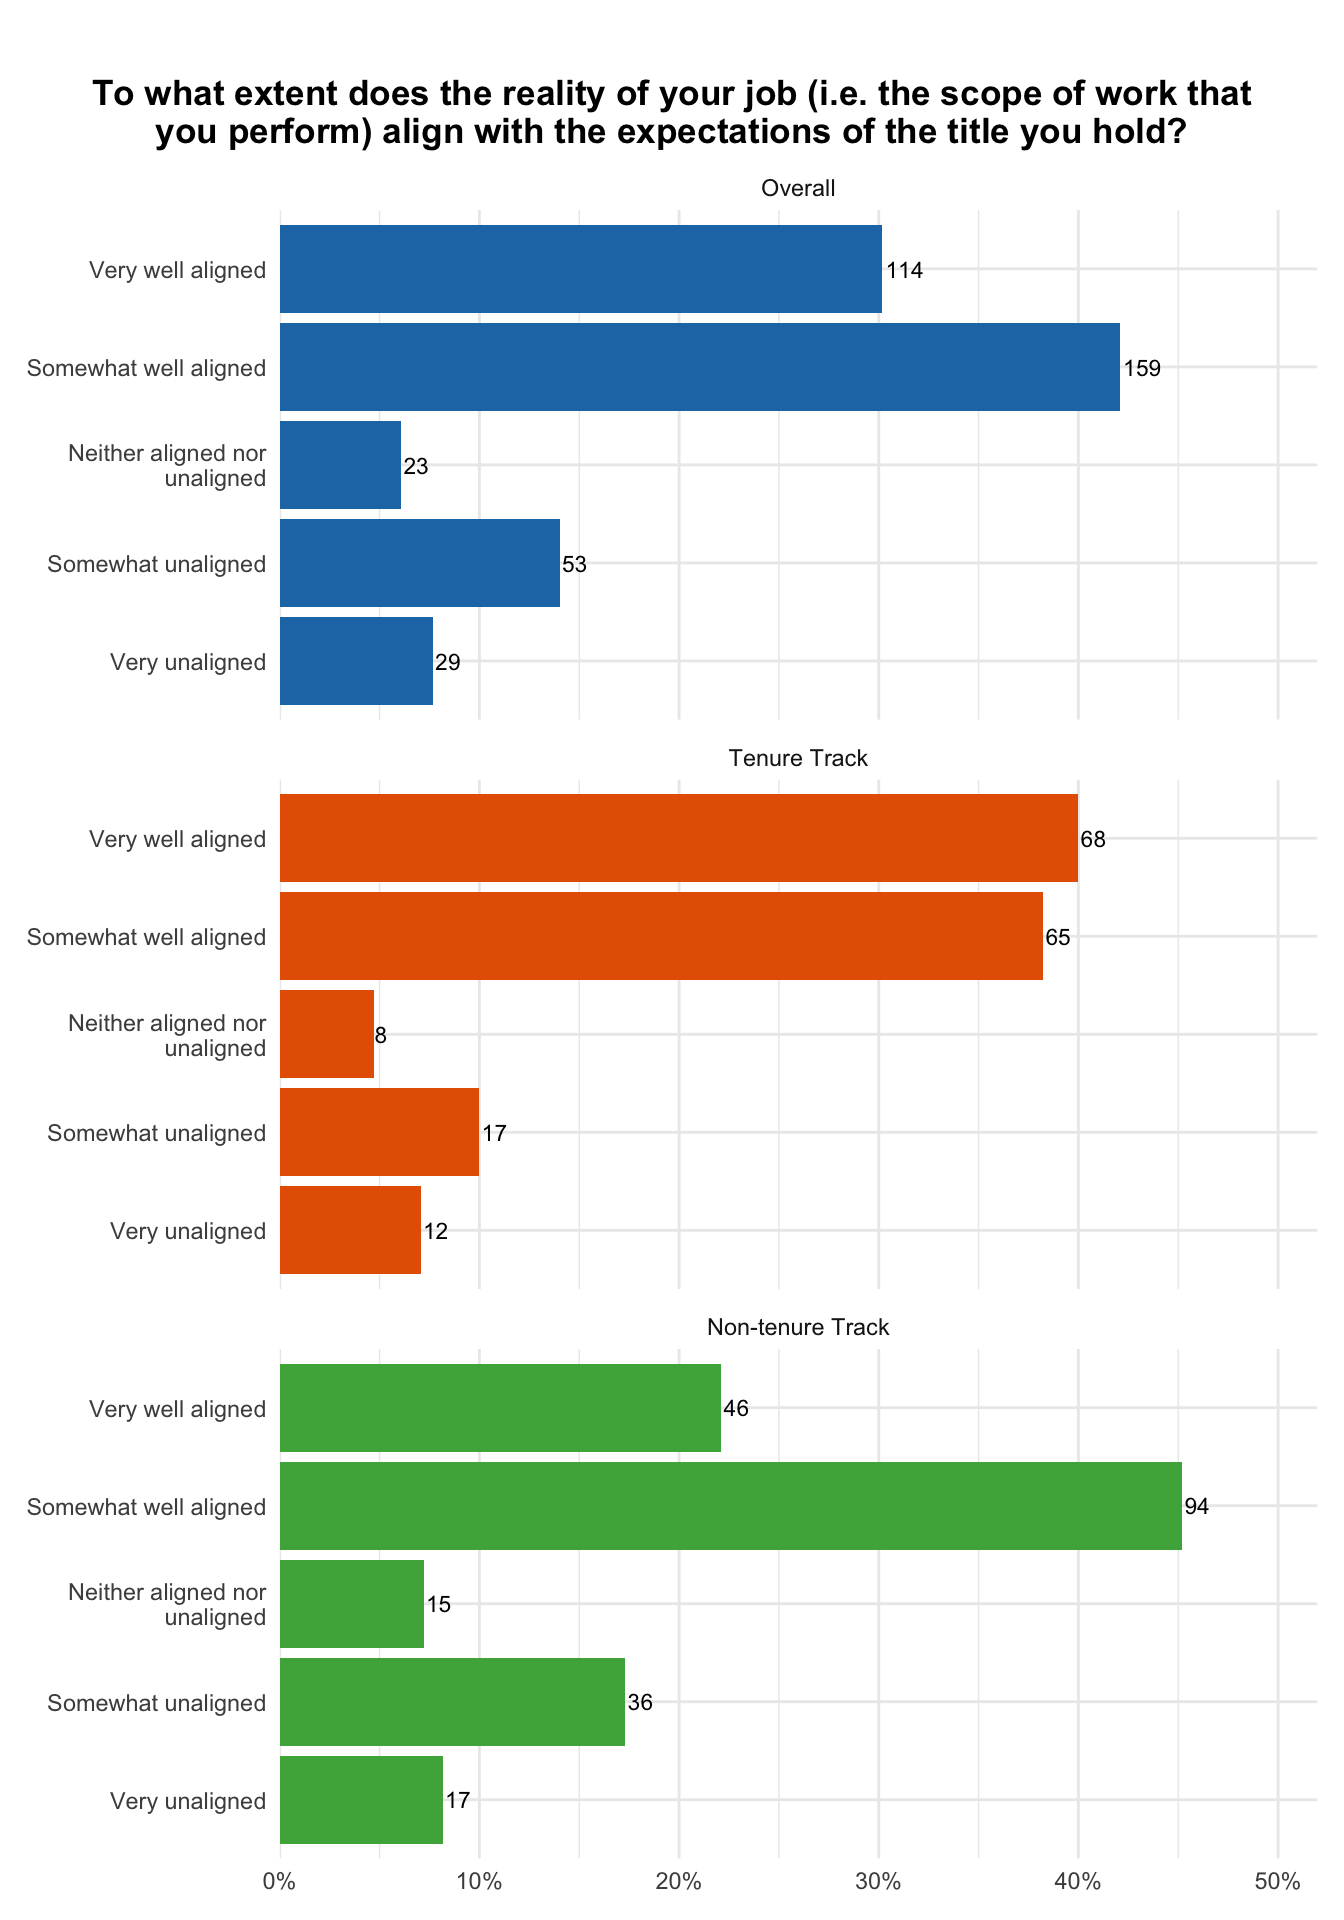 To what extent does the reality of your job (i.e. the scope of work that
you perform) align with the expectations of the title you hold?
Overall
Very well aligned
114
Somewhat well aligned
159
Neither aligned nor
unaligned
23
Somewhat unaligned
53
Very unaligned
29
Tenure Track
Very well aligned
68
Somewhat well aligned
65
Neither aligned nor
unaligned
8
Somewhat unaligned
17
Very unaligned
12
Non-tenure Track
Very well aligned
46
Somewhat well aligned
94
Neither aligned nor
unaligned
15
Somewhat unaligned
36
Very unaligned
17
0% 10% 20% 30% 40% 50%